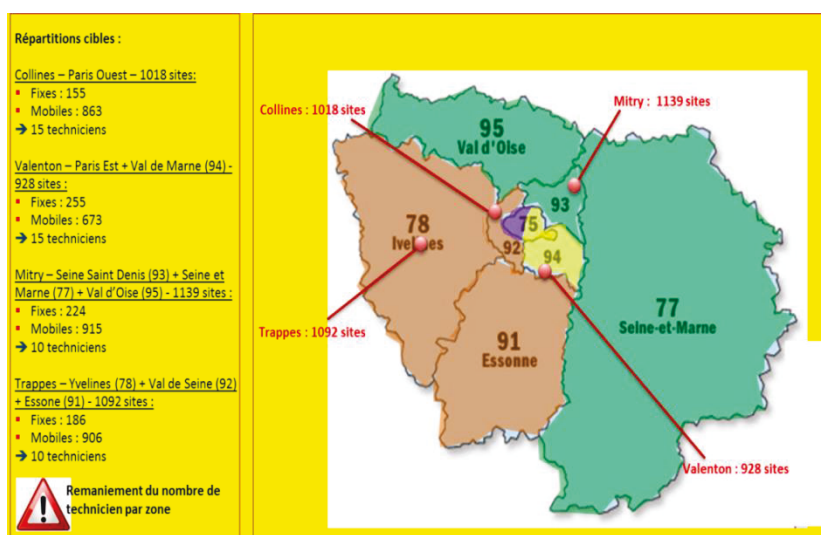 Répartitions cibles :
Collines – Paris Ouest – 1018 sites:
▪ Fixes : 155
▪ Mobiles : 863
→ 15 techniciens
Valenton – Paris Est + Val de Marne (94) -
928 sites :
▪ Fixes : 255
▪ Mobiles : 673
→ 15 techniciens
Mitry – Seine Saint Denis (93) + Seine et
Marne (77) + Val d'Oise (95) - 1139 sites :
▪ Fixes : 224
▪ Mobiles : 915
→ 10 techniciens
Trappes – Yvelines (78) + Val de Seine (92)
+ Essone (91) - 1092 sites :
▪ Fixes : 186
▪ Mobiles : 906
→ 10 techniciens
!
Remaniement du nombre de
technicien par zone
Collines : 1018 sites
Mitry : 1139 sites
95
Val d'Oise
93
78
Ivelines
75
92
94
77
Seine-et-Marne
91
Essonne
Trappes : 1092 sites
Valenton : 928 sites